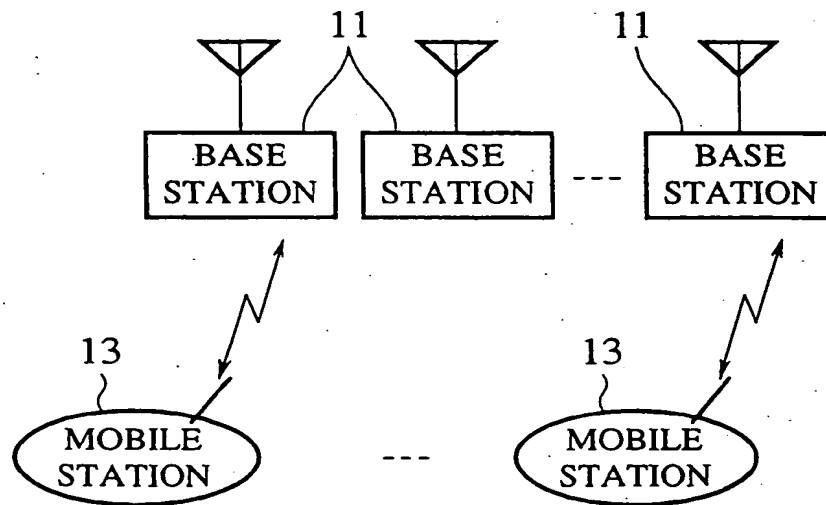 11 11
BASE STATION BASE STATION --- BASE STATION
13 13
MOBILE STATION --- MOBILE STATION